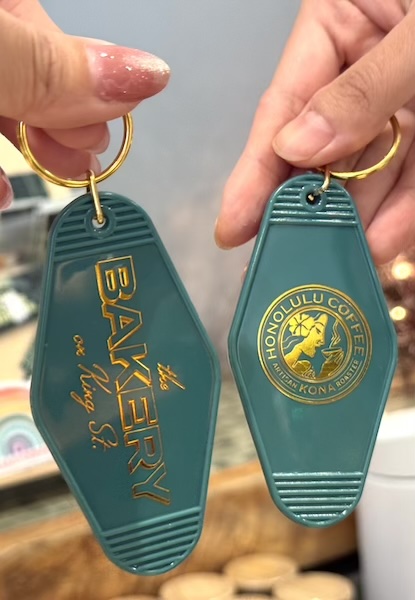 the
BAKERY
on King St.
HONOLULU COFFEE
ARTISAN KONA ROASTER